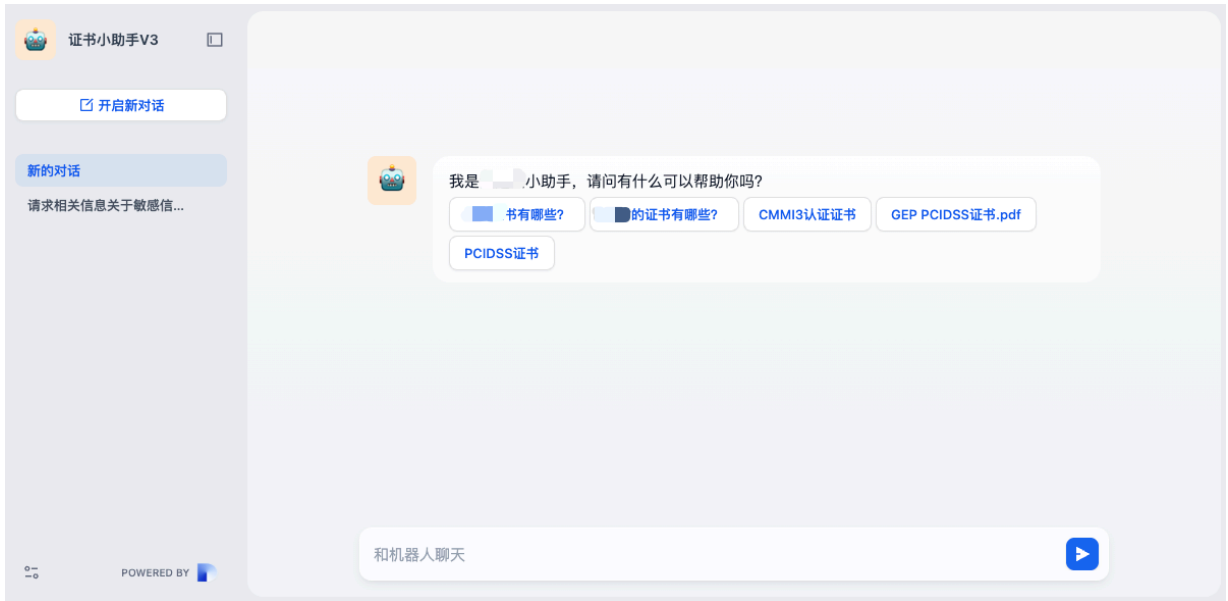 证书小助手V3
开启新对话
新的对话
请求相关信息关于敏感信...
我是 小助手，请问有什么可以帮助你吗?
书有哪些?
的证书有哪些?
CMMI3认证证书
GEP PCIDSS证书.pdf
PCIDSS证书
和机器人聊天
POWERED BY